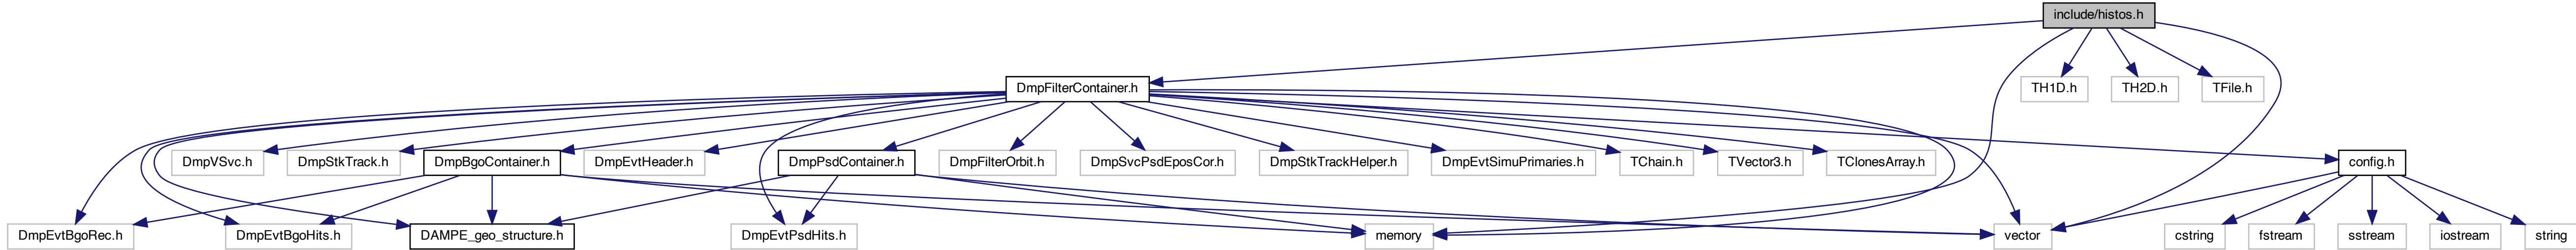 include/histos.h
DmpFilterContainer.h
TH1D.h
TH2D.h
TFile.h
DmpVSvc.h
DmpStkTrack.h
DmpBgoContainer.h
DmpEvtHeader.h
DmpPsdContainer.h
DmpFilterOrbit.h
DmpSvcPsdEposCor.h
DmpStkTrackHelper.h
DmpEvtSimuPrimaries.h
TChain.h
TVector3.h
TClonesArray.h
config.h
DmpEvtBgoRec.h
DmpEvtBgoHits.h
DAMPE_geo_structure.h
DmpEvtPsdHits.h
memory
vector
cstring
fstream
sstream
iostream
string